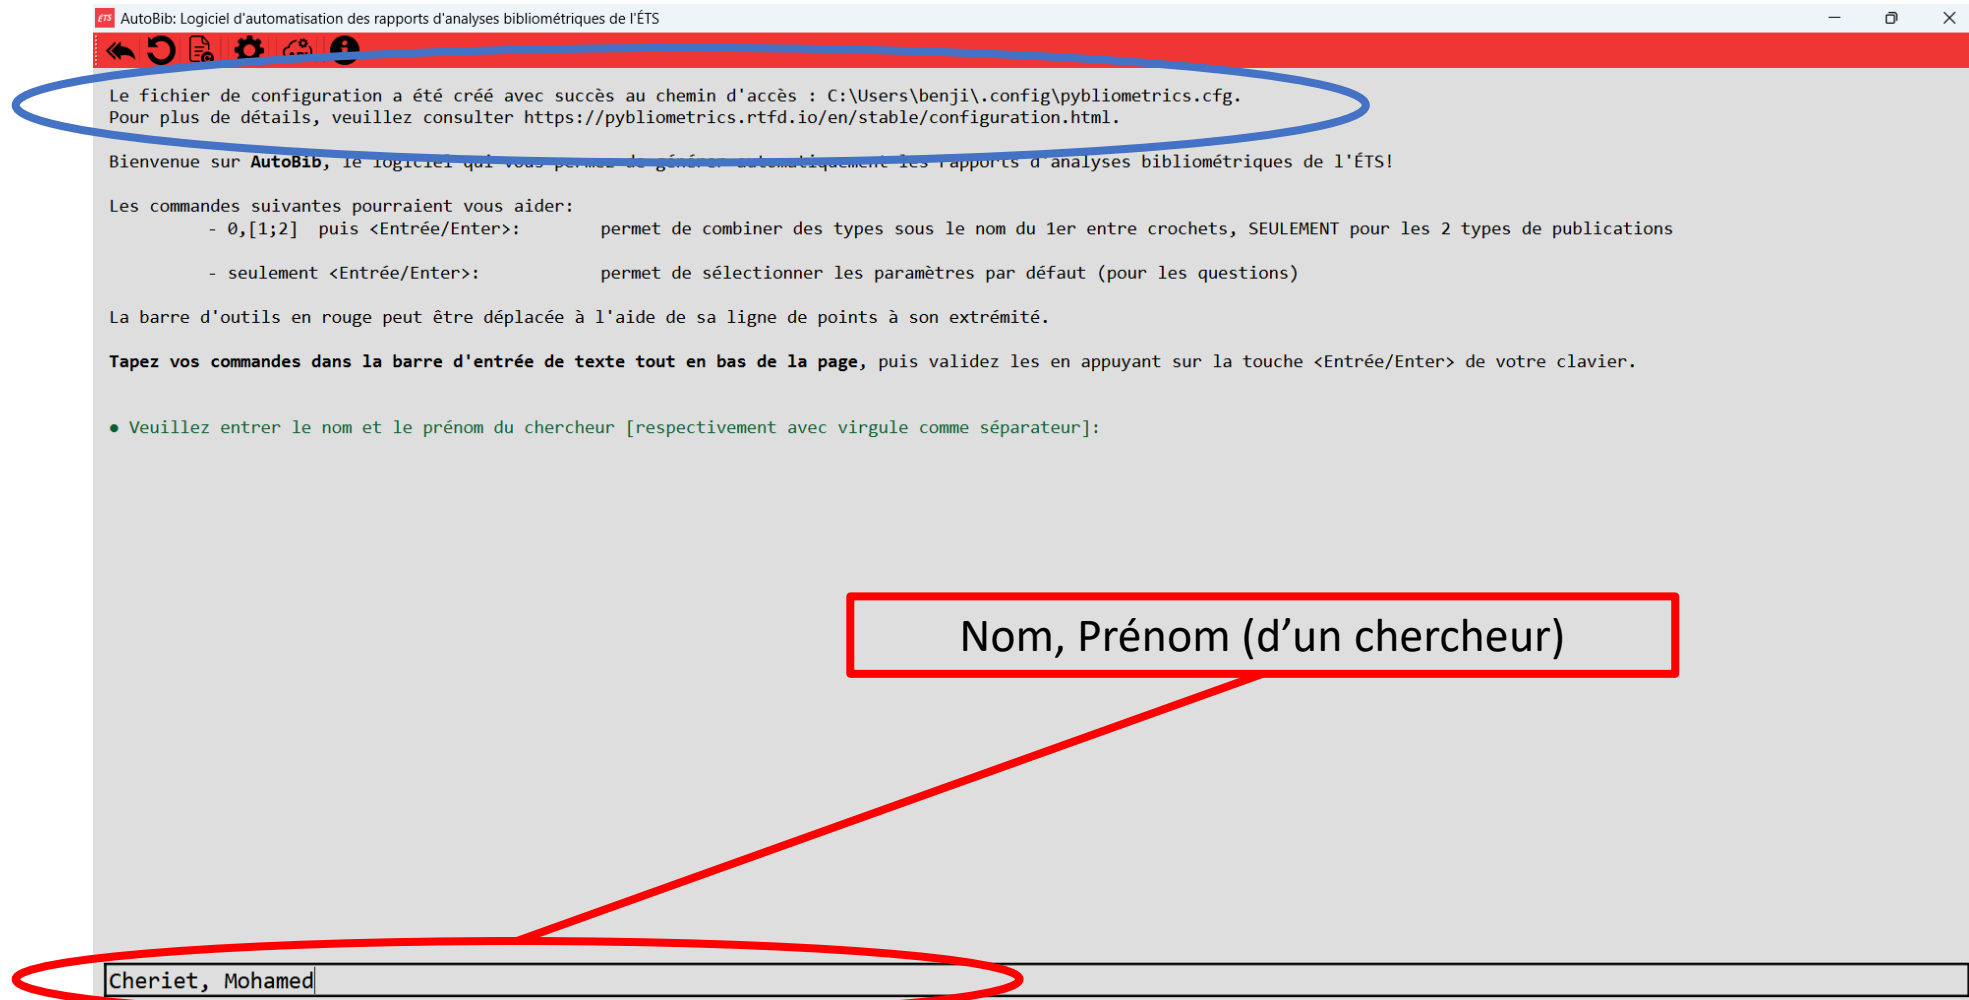 ÉTS AutoBib: Logiciel d'automatisation des rapports d'analyses bibliométriques de l'ÉTS
Le fichier de configuration a été créé avec succès au chemin d'accès : C:\Users\benji\.config\pybliometrics.cfg.
Pour plus de détails, veuillez consulter https://pybliometrics.rtfd.io/en/stable/configuration.html.
Bienvenue sur AutoBib, le logiciel qui vous permez de générer automatiquement les rapports d'analyses bibliométriques de l'ÉTS!
Les commandes suivantes pourraient vous aider:
- 0,[1;2] puis <Entrée/Enter>: permet de combiner des types sous le nom du 1er entre crochets, SEULEMENT pour les 2 types de publications
- seulement <Entrée/Enter>: permet de sélectionner les paramètres par défaut (pour les questions)
La barre d'outils en rouge peut être déplacée à l'aide de sa ligne de points à son extrémité.
Tapez vos commandes dans la barre d'entrée de texte tout en bas de la page, puis validez les en appuyant sur la touche <Entrée/Enter> de votre clavier.
• Veuillez entrer le nom et le prénom du chercheur [respectivement avec virgule comme séparateur]:
Nom, Prénom (d’un chercheur)
Cheriet, Mohamed